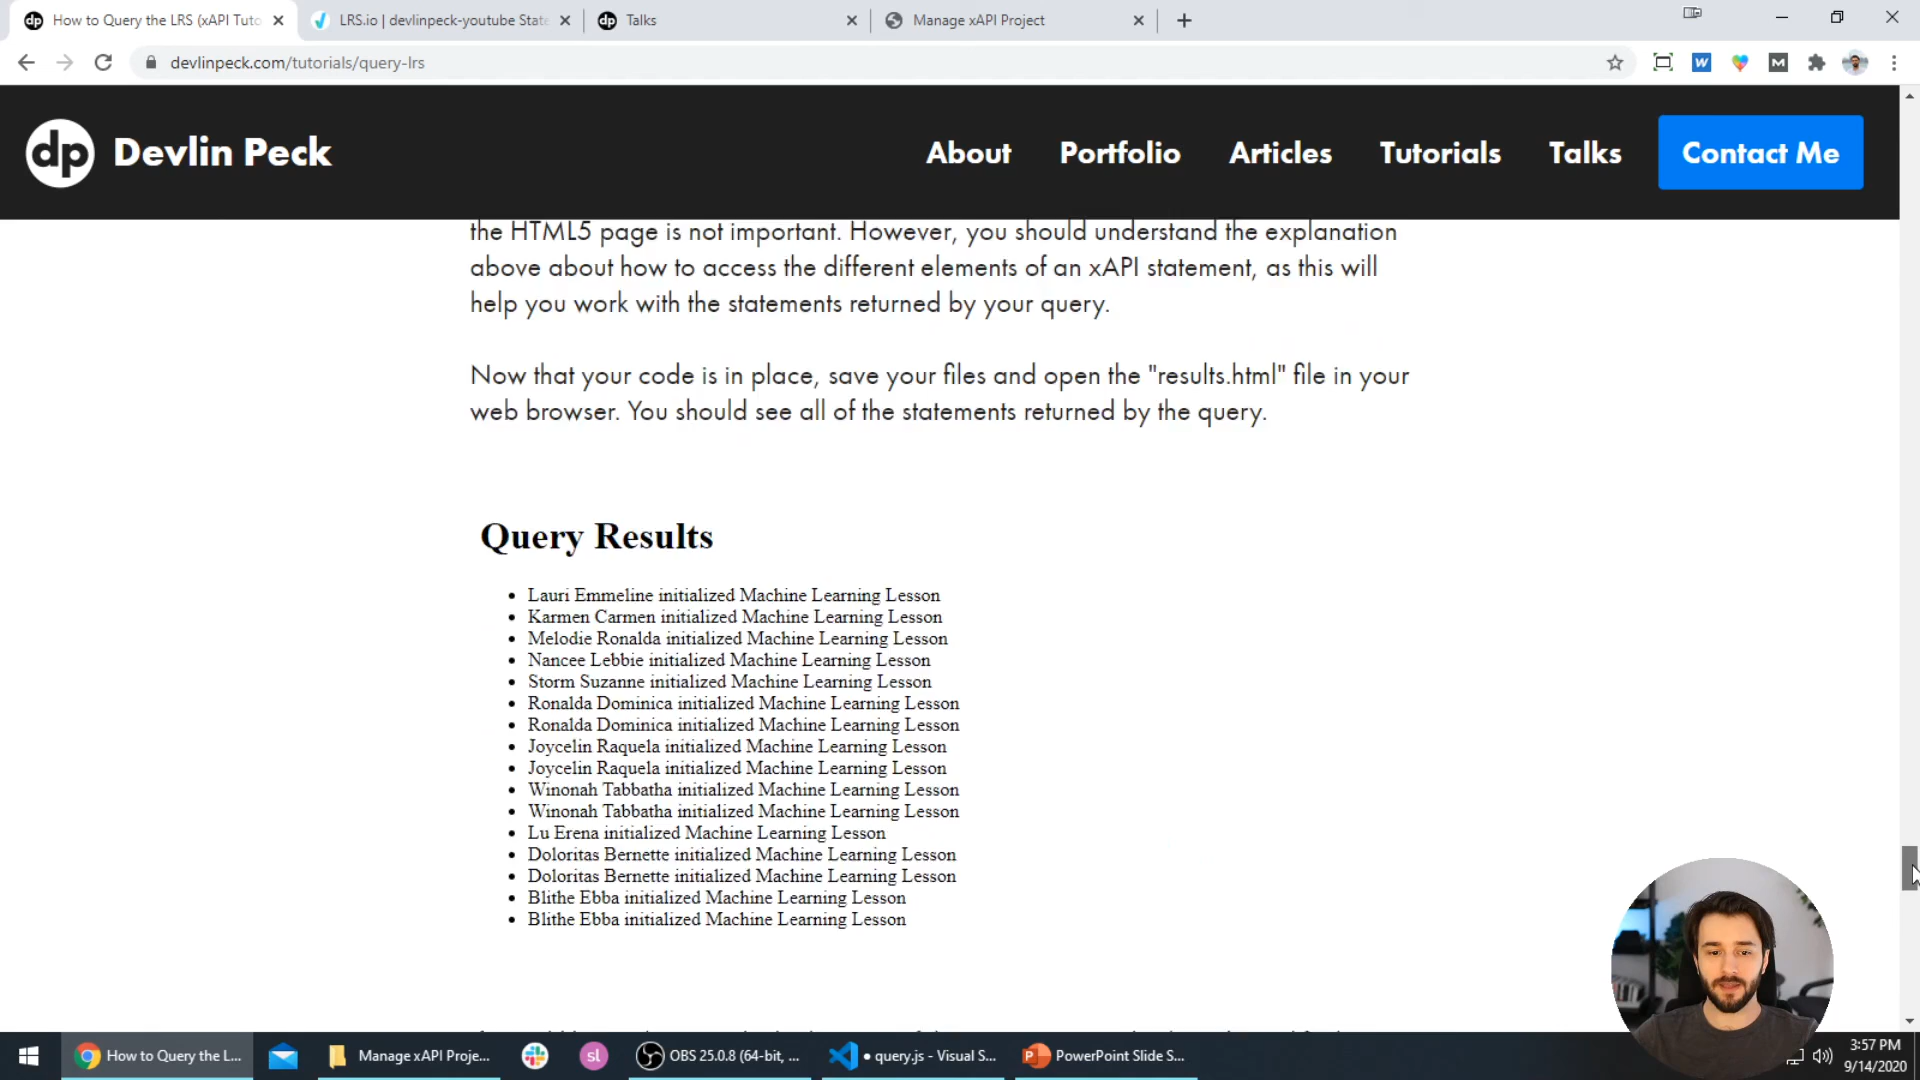 How to Query the LRS (xAPI Tuto
LRS.io | devlinpeck-youtube State
Talks
Manage xAPI Project
devlinpeck.com/tutorials/query-lrs
W
M
dp Devlin Peck
About
Portfolio
Articles
Tutorials
Talks
Contact Me
the HTML5 page is not important. However, you should understand the explanation
above about how to access the different elements of an xAPI statement, as this will
help you work with the statements returned by your query.
Now that your code is in place, save your files and open the "results.html" file in your
web browser. You should see all of the statements returned by the query.
Query Results
• Lauri Emmeline initialized Machine Learning Lesson
• Karmen Carmen initialized Machine Learning Lesson
• Melodie Ronalda initialized Machine Learning Lesson
• Nancee Lebbie initialized Machine Learning Lesson
• Storm Suzanne initialized Machine Learning Lesson
• Ronalda Dominica initialized Machine Learning Lesson
• Ronalda Dominica initialized Machine Learning Lesson
• Joycelin Raquela initialized Machine Learning Lesson
• Joycelin Raquela initialized Machine Learning Lesson
• Winonah Tabbatha initialized Machine Learning Lesson
• Winonah Tabbatha initialized Machine Learning Lesson
• Lu Erena initialized Machine Learning Lesson
• Doloritas Bernette initialized Machine Learning Lesson
• Doloritas Bernette initialized Machine Learning Lesson
• Blithe Ebba initialized Machine Learning Lesson
• Blithe Ebba initialized Machine Learning Lesson
How to Query the L...
Manage xAPI Proje...
sl
OBS 25.0.8 (64-bit, ...
● query.js - Visual S...
PowerPoint Slide S...
3:57 PM
9/14/2020